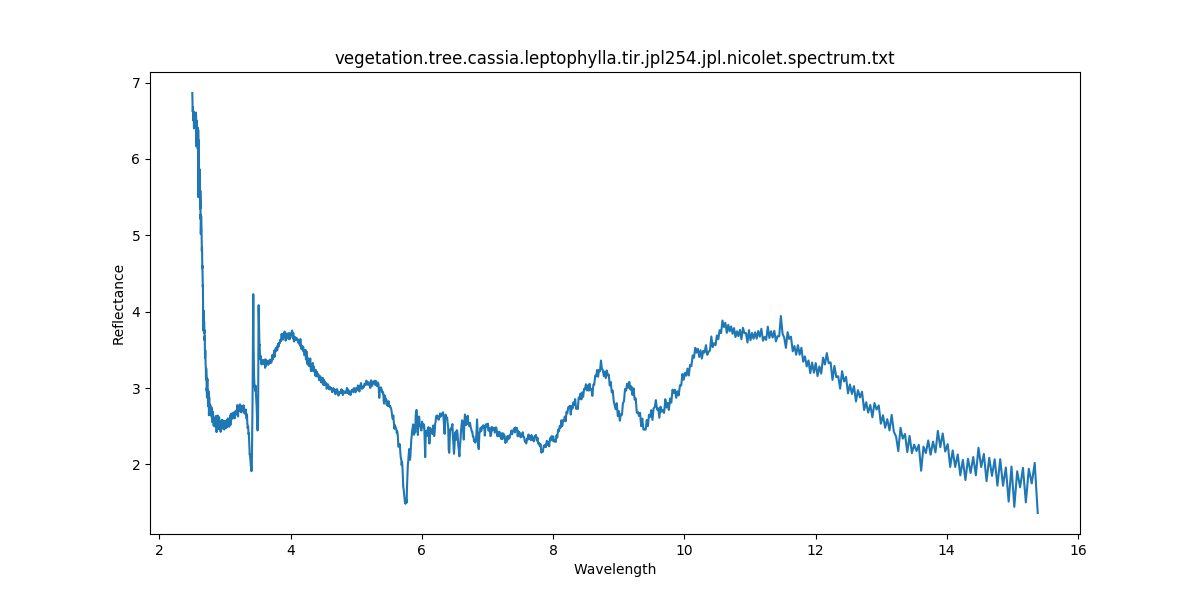 vegetation.tree.cassia.leptophylla.tir.jpl254.jpl.nicolet.spectrum.txt
7
6
5
4
3
2
Reflectance
2 4 6 8 10 12 14 16
Wavelength